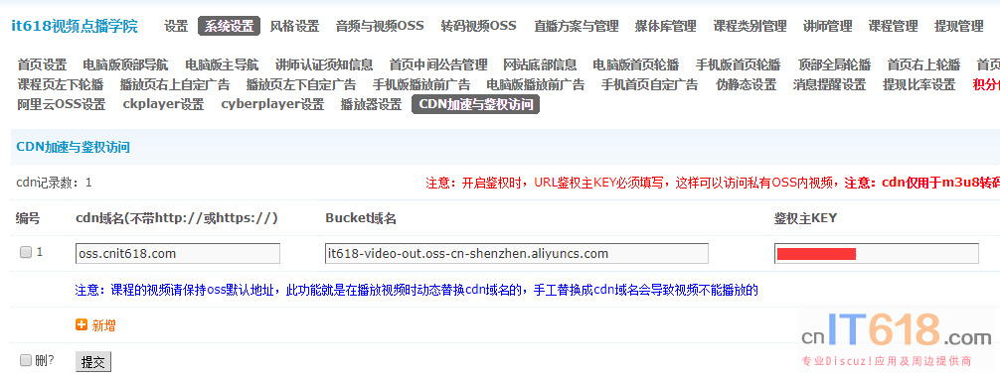 it618视频点播学院 设置 系统设置 风格设置 音频与视频OSS 转码视频OSS 直播方案与管理 媒体库管理 课程类别管理 讲师管理 课程管理 提现管理
首页设置 电脑版顶部导航 电脑版主导航 讲师认证须知信息 首页中间公告管理 网站底部信息 电脑版首页轮播 手机版首页轮播 顶部全局轮播 首页右上轮播 首页
课程页左下轮播 播放页右上自定广告 播放页左下自定广告 手机版播放前广告 电脑版播放前广告 手机首页自定广告 伪静态设置 消息提醒设置 提现比率设置 积分
阿里云OSS设置 ckplayer设置 cyberplayer设置 播放器设置 CDN加速与鉴权访问
CDN加速与鉴权访问
cdn记录数：1 注意：开启鉴权时，URL鉴权主KEY必须填写，这样可以访问私有OSS内视频，注意：cdn仅用于m3u8转码
编号 cdn域名(不带http://或https://) Bucket域名 鉴权主KEY
1 oss.cnit618.com it618-video-out.oss-cn-shenzhen.aliyuncs.com
注意：课程的视频请保持oss默认地址，此功能就是在播放视频时动态替换cdn域名的，手工替换成cdn域名会导致视频不能播放的
新增
删? 提交
cnIT618.com
专业Discuz!应用及周边提供商